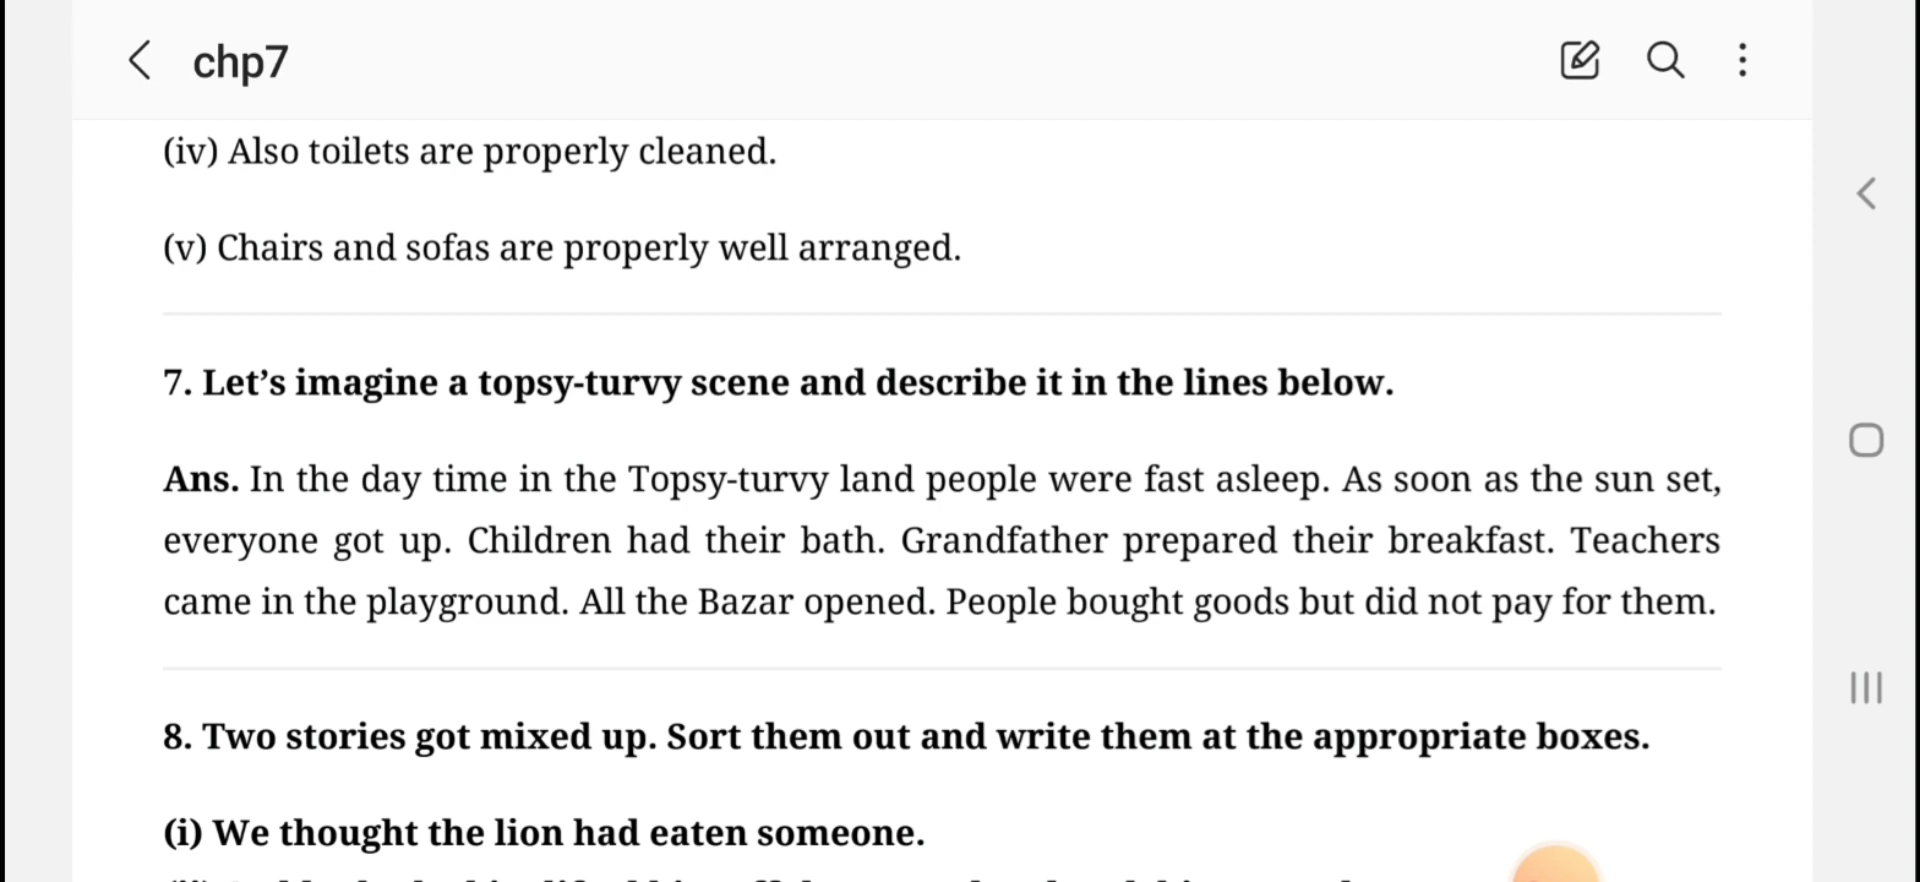 chp7
(iv) Also toilets are properly cleaned.
(v) Chairs and sofas are properly well arranged.
7. Let’s imagine a topsy-turvy scene and describe it in the lines below.
Ans. In the day time in the Topsy-turvy land people were fast asleep. As soon as the sun set,
everyone got up. Children had their bath. Grandfather prepared their breakfast. Teachers
came in the playground. All the Bazar opened. People bought goods but did not pay for them.
8. Two stories got mixed up. Sort them out and write them at the appropriate boxes.
(i) We thought the lion had eaten someone.